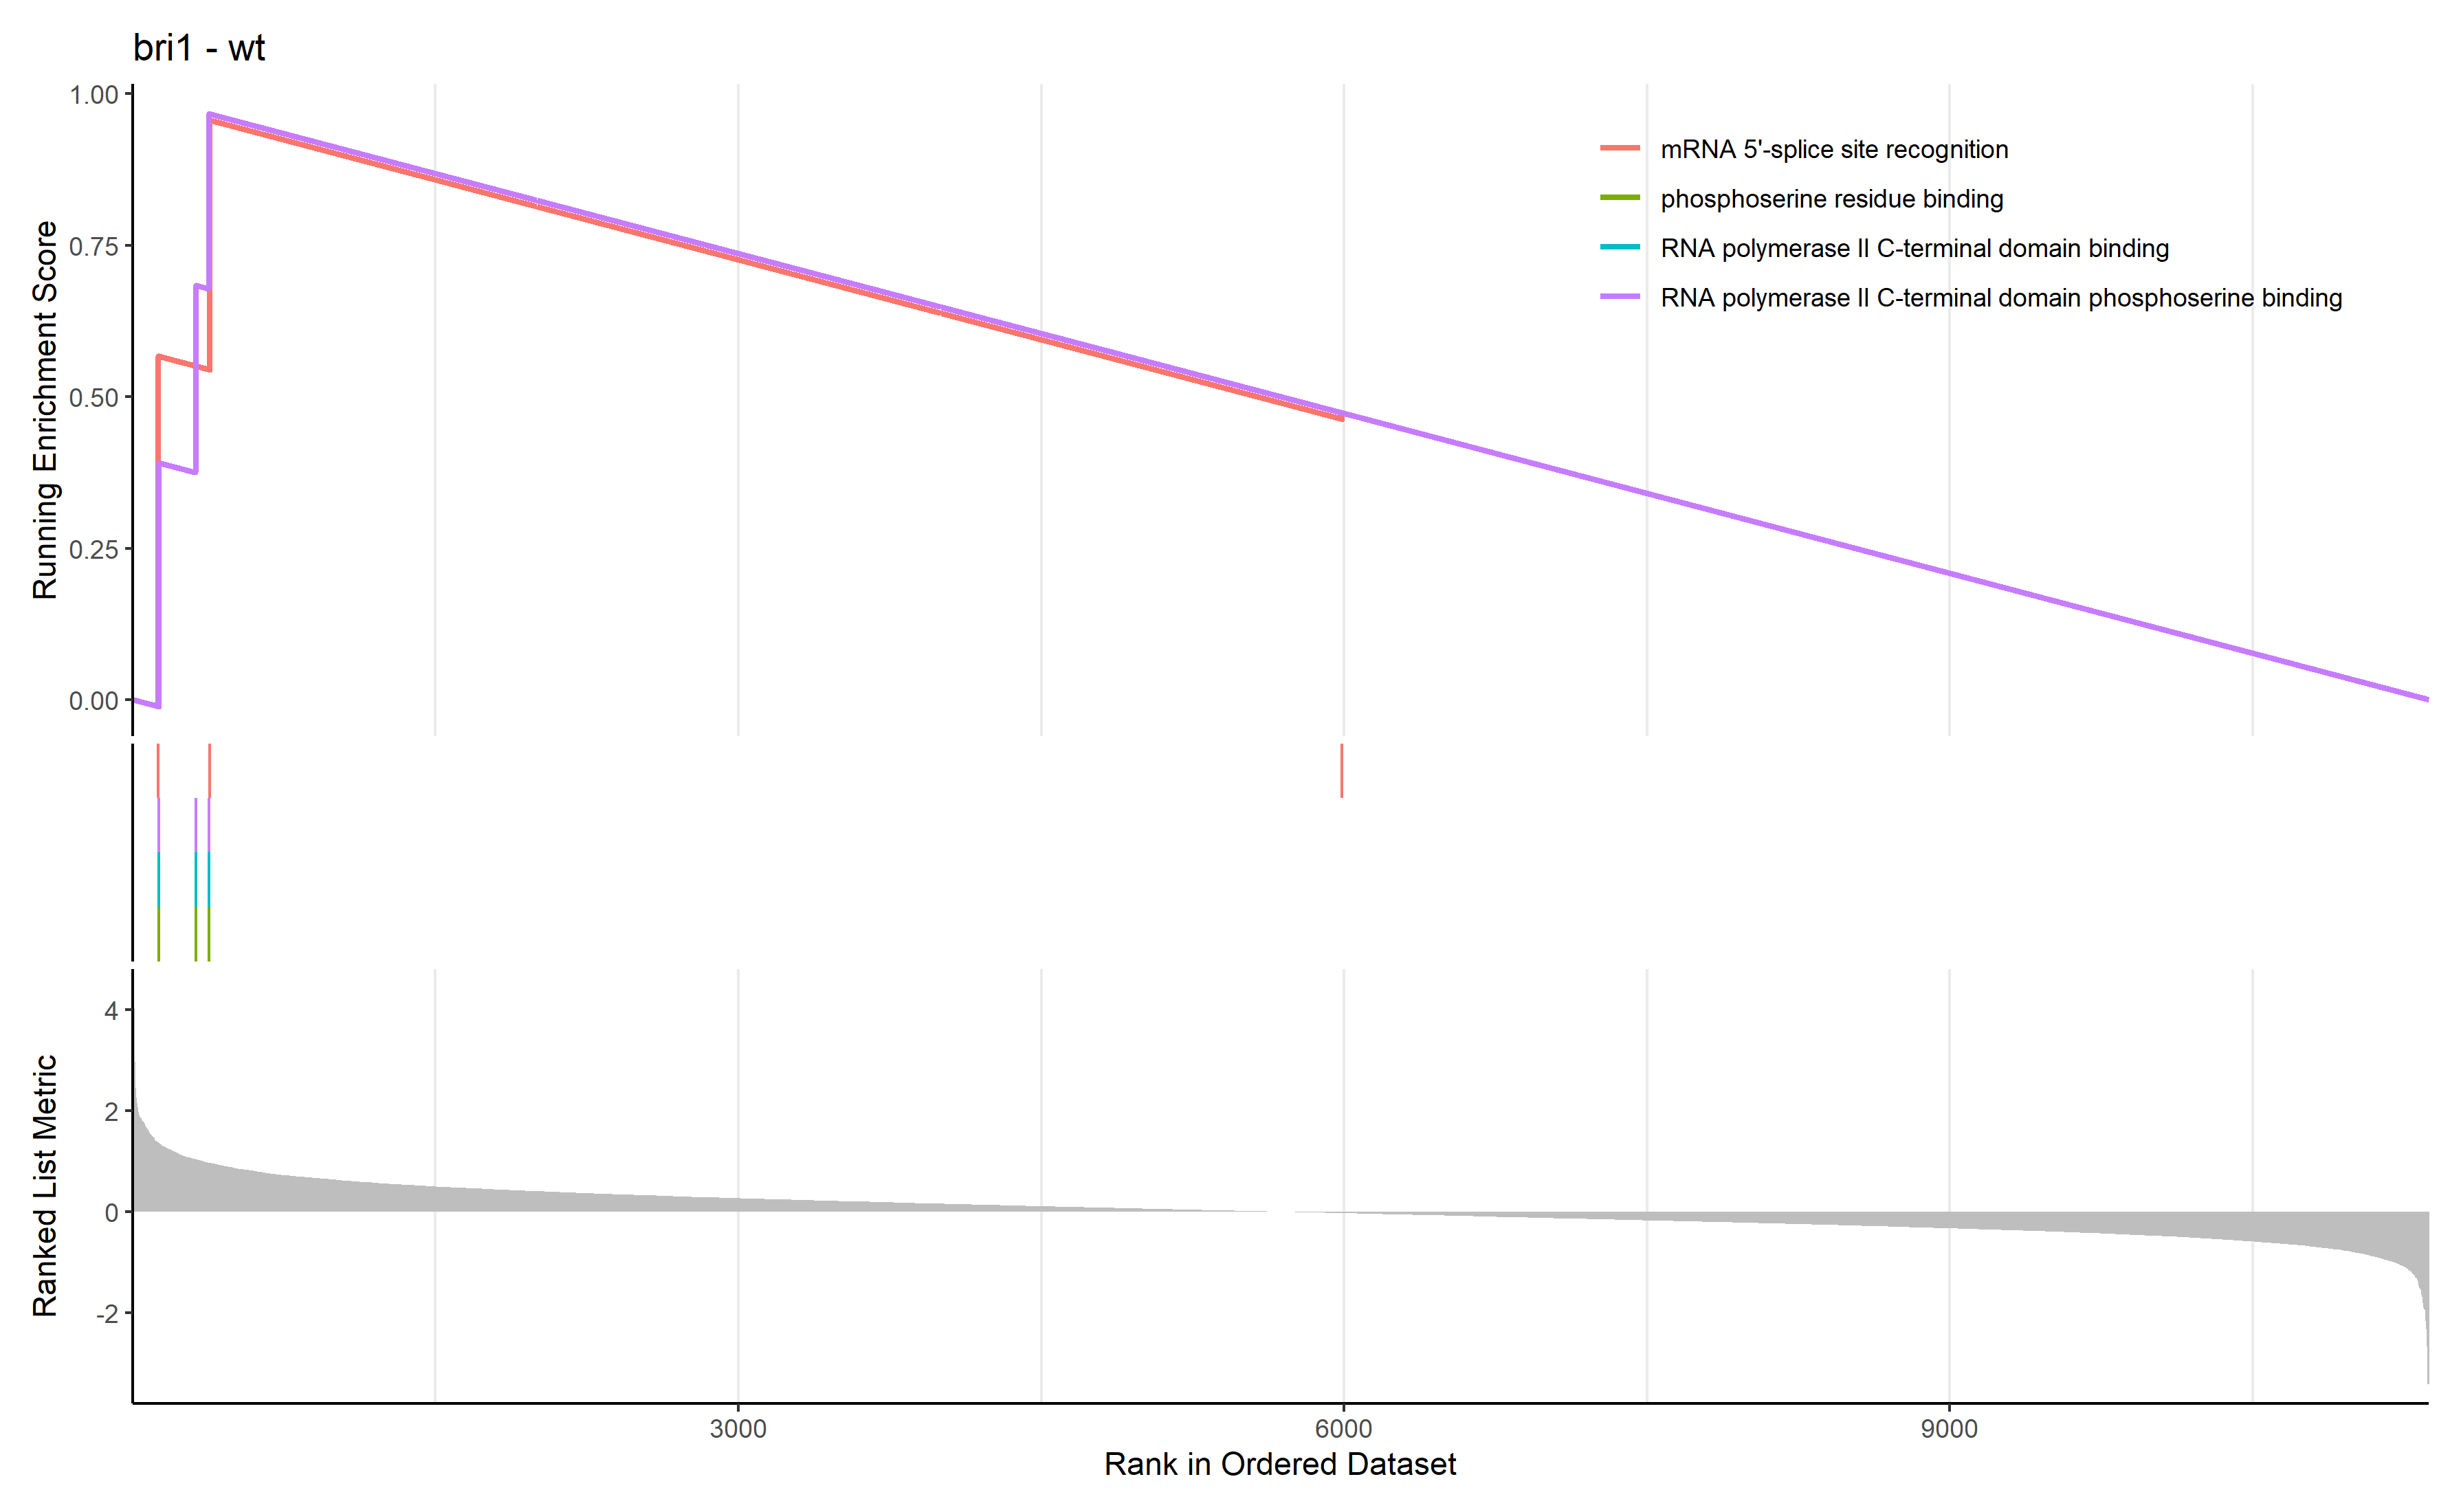 bri1 - wt
1.00
0.75
0.50
0.25
0.00
Running Enrichment Score
mRNA 5'-splice site recognition
phosphoserine residue binding
RNA polymerase II C-terminal domain binding
RNA polymerase II C-terminal domain phosphoserine binding
4
2
0
-2
Ranked List Metric
3000
6000
9000
Rank in Ordered Dataset